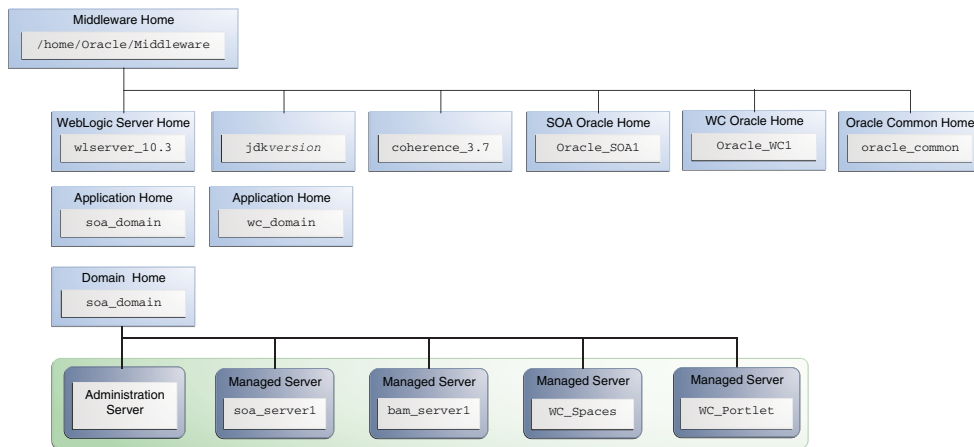 Middleware Home
/home/Oracle/Middleware
WebLogic Server Home
wlserver_10.3
jdkversion
coherence_3.7
SOA Oracle Home
Oracle_SOA1
WC Oracle Home
Oracle_WC1
Oracle Common Home
oracle_common
Application Home
soa_domain
Application Home
wc_domain
Domain Home
soa_domain
Administration
Server
Managed Server
soa_server1
Managed Server
bam_server1
Managed Server
WC_Spaces
Managed Server
WC_Portlet